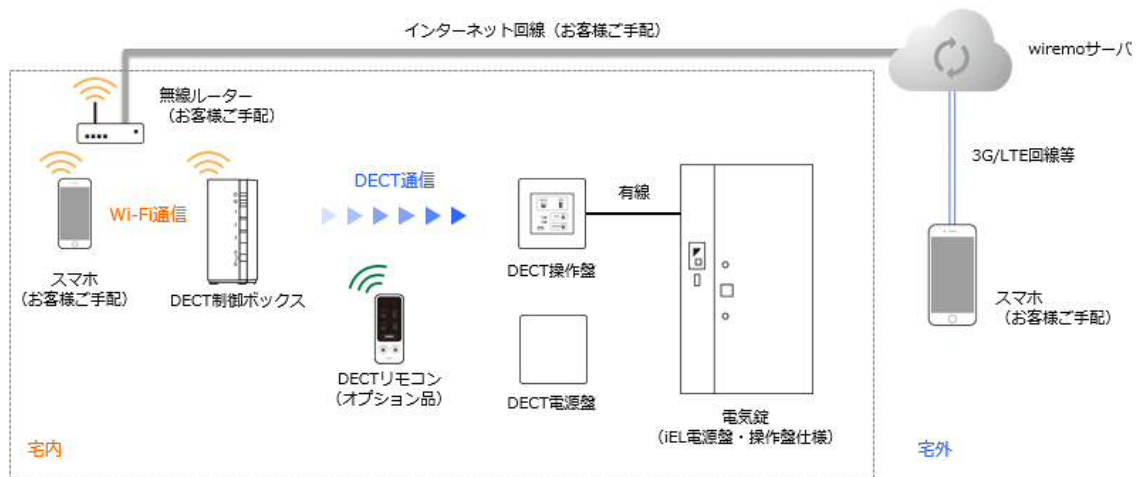 インターネット回線（お客様ご手配）
wiremoサーバ
無線ルーター
（お客様ご手配）
3G/LTE回線等
DECT通信
有線
Wi-Fi通信
DECT操作盤
スマホ
（お客様ご手配）
DECT制御ボックス
スマホ
（お客様ご手配）
DECTリモコン
（オプション品）
DECT電源盤
電気錠
（iEL電源盤・操作盤仕様）
宅内
宅外